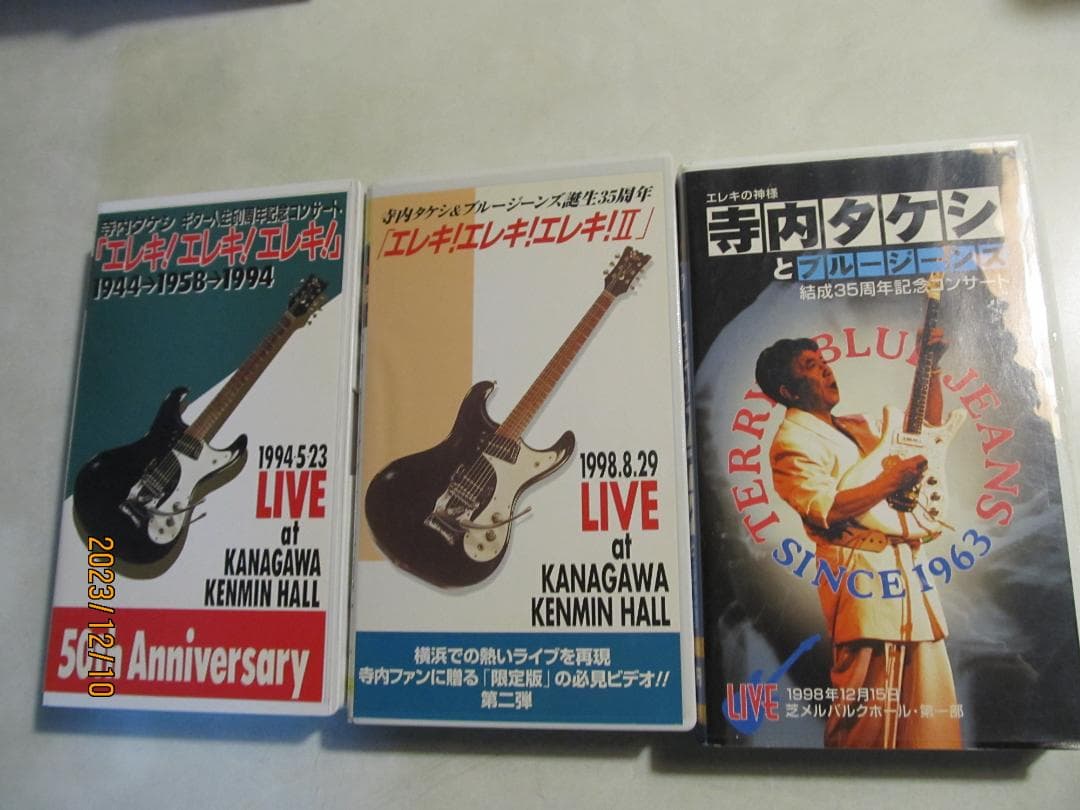 寺内タケシ ギター人生50周年記念コンサート
「エレキ!エレキ!エレキ!」
1944→1958→1994
1994・5・23
LIVE
at
KANAGAWA
KENMIN HALL
50th Anniversary
寺内タケシ&ブルージーンズ誕生35周年
「エレキ!エレキ!エレキ!II」
1998.8.29
LIVE
at
KANAGAWA
KENMIN HALL
横浜での熱いライブを再現
寺内ファンに贈る「限定版」の必見ビデオ!!
第二弾
エレキの神様
寺内タケシ
とブルージーンズ
結成35周年記念コンサート
TERRY BLUE JEANS
SINCE 1963
LIVE
1998年12月15日
芝メルパルクホール・第一部
2023/12/10